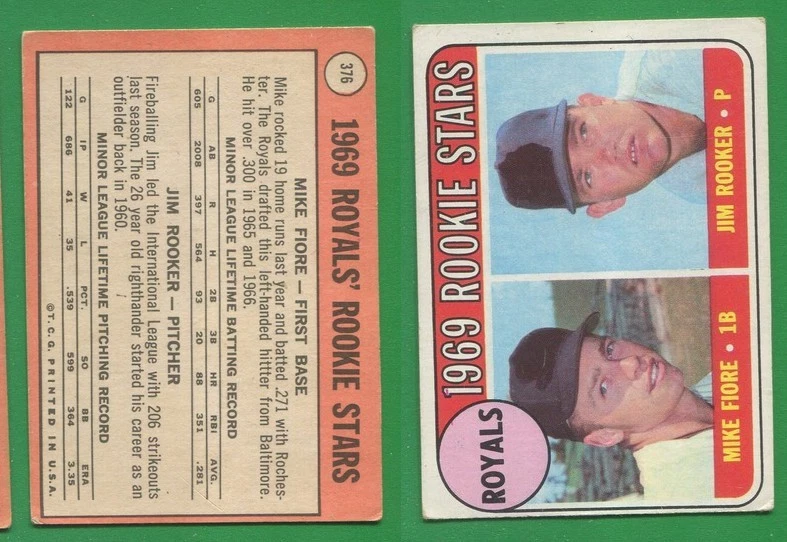 376
1969 ROYALS' ROOKIE STARS
MIKE FIORE — FIRST BASE
Mike rocked 19 home runs last year and batted .271 with Roches-
ter. The Royals drafted this left-handed hittter from Baltimore.
He hit over .300 in 1965 and 1966.
MINOR LEAGUE LIFETIME BATTING RECORD
G AB R H 2B 3B HR RBI AVG.
605 2008 397 564 93 20 88 351 .281
JIM ROOKER — PITCHER
Fireballing Jim led the International League with 206 strikeouts
last season. The 26 year old righthander started his career as an
outfielder back in 1960.
MINOR LEAGUE LIFETIME PITCHING RECORD
G IP W L PCT. SO BB ERA
122 686 41 35 .539 599 364 3.35
©T.C.G. PRINTED IN U.S.A.
1969 ROOKIE STARS
ROYALS
JIM ROOKER • P
MIKE FIORE • 1B